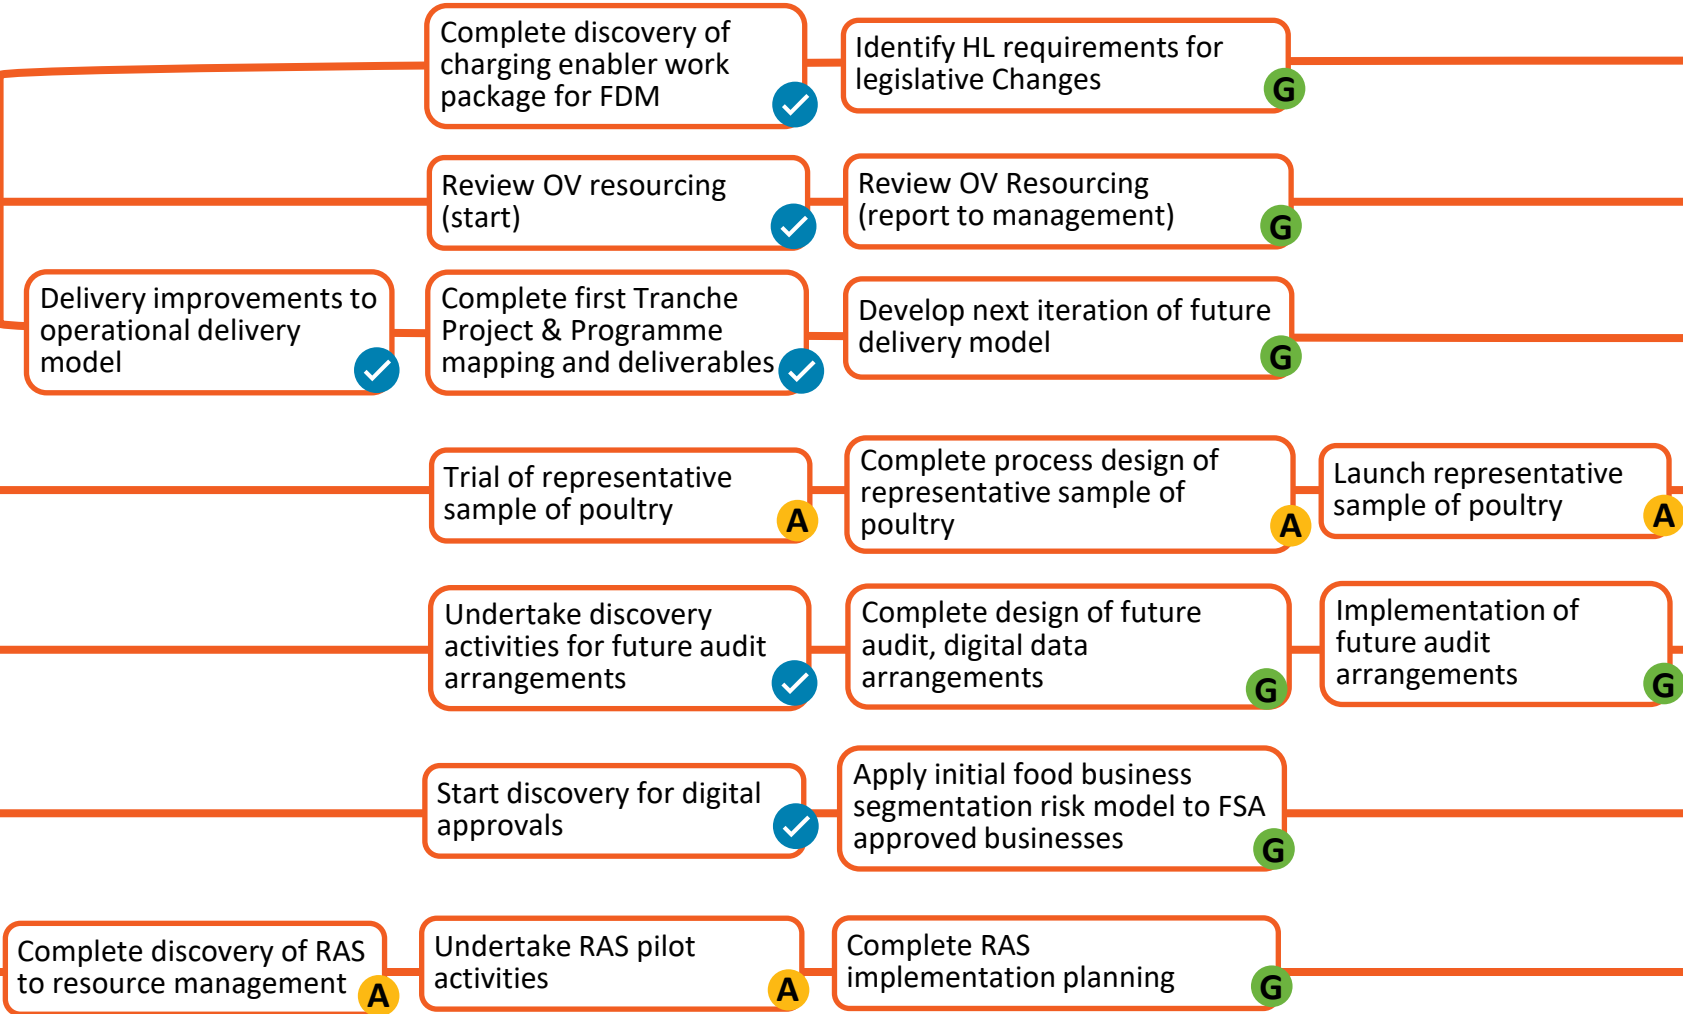 Complete discovery of
charging enabler work
package for FDM
Identify HL requirements for
legislative Changes
G
Review OV resourcing
(start)
Review OV Resourcing
(report to management)
G
Delivery improvements to
operational delivery
model
Complete first Tranche
Project & Programme
mapping and deliverables
Develop next iteration of future
delivery model
G
Trial of representative
sample of poultry
A
Complete process design of
representative sample of
poultry
A
Launch representative
sample of poultry
A
Undertake discovery
activities for future audit
arrangements
Complete design of future
audit, digital data
arrangements
G
Implementation of
future audit
arrangements
G
Start discovery for digital
approvals
Apply initial food business
segmentation risk model to FSA
approved businesses
G
Complete discovery of RAS
to resource management
A
Undertake RAS pilot
activities
A
Complete RAS
implementation planning
G